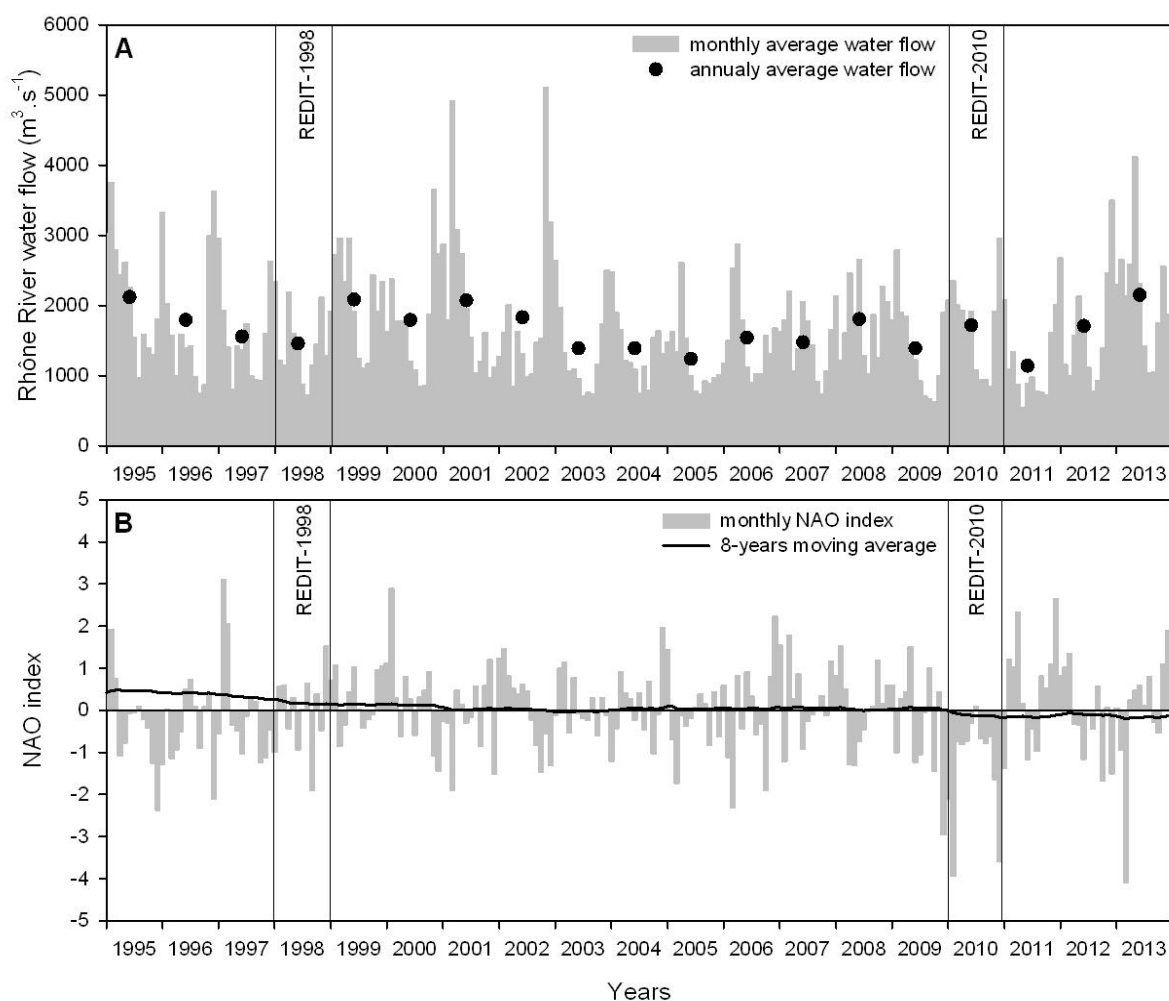 A
REDIT-1998
monthly average water flow
annualy average water flow
REDIT-2010
Rhône River water flow (m³.s⁻¹)
6000
5000
4000
3000
2000
1000
0
1995 1996 1997 1998 1999 2000 2001 2002 2003 2004 2005 2006 2007 2008 2009 2010 2011 2012 2013
B
REDIT-1998
monthly NAO index
8-years moving average
REDIT-2010
NAO index
5
4
3
2
1
0
-1
-2
-3
-4
-5
1995 1996 1997 1998 1999 2000 2001 2002 2003 2004 2005 2006 2007 2008 2009 2010 2011 2012 2013
Years